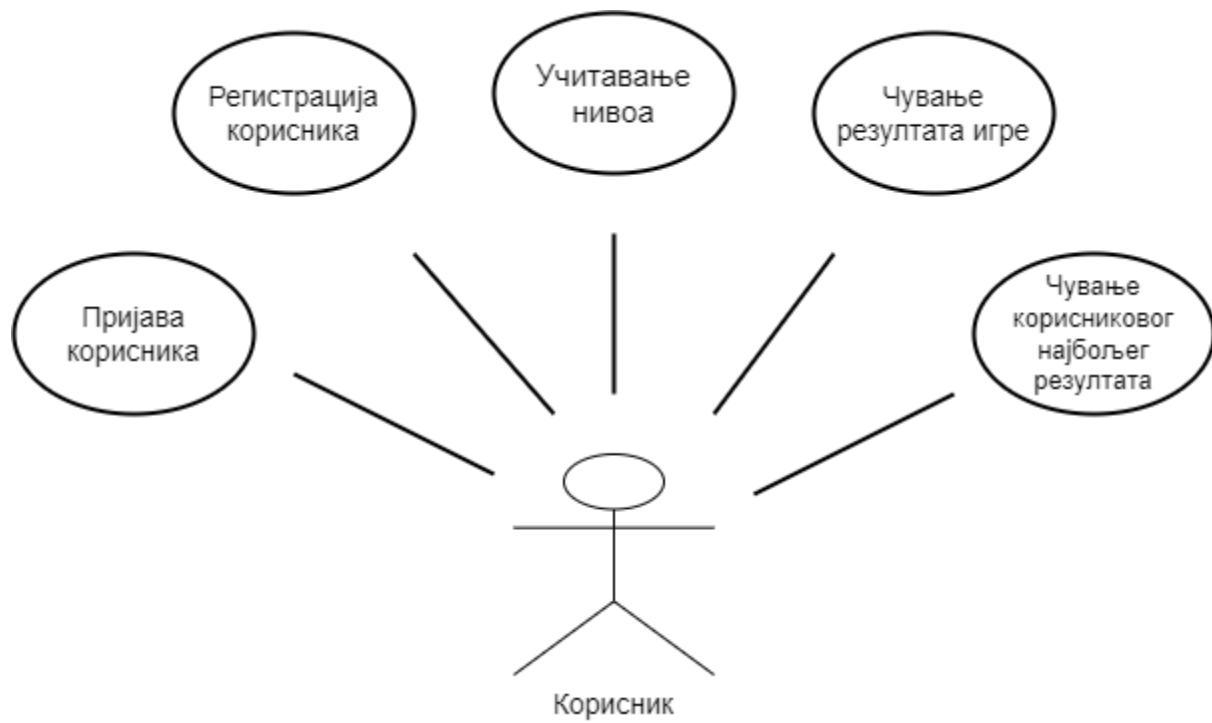 Пријава
корисника
Регистрација
корисника
Учитавање
нивоа
Чување
резултата игре
Чување
корисниковог
најбољег
резултата
Корисник